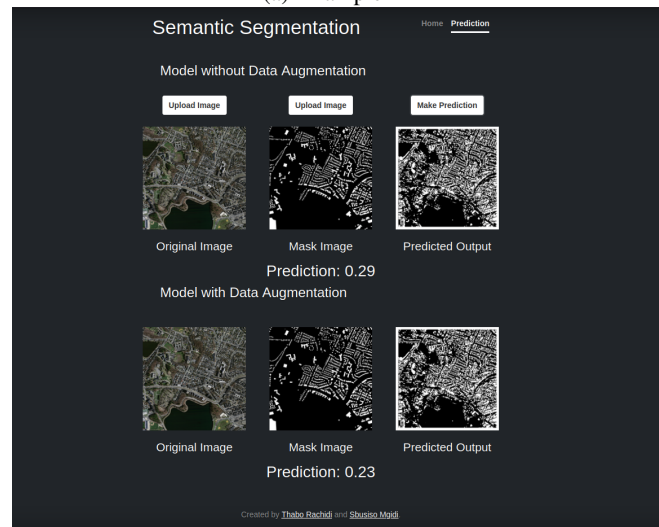 Semantic Segmentation
Home Prediction
Model without Data Augmentation
Upload Image Upload Image Make Prediction
Original Image Mask Image Predicted Output
Prediction: 0.29
Model with Data Augmentation
Original Image Mask Image Predicted Output
Prediction: 0.23
Created by Thabo Rachidi and Sbusiso Mgidi.